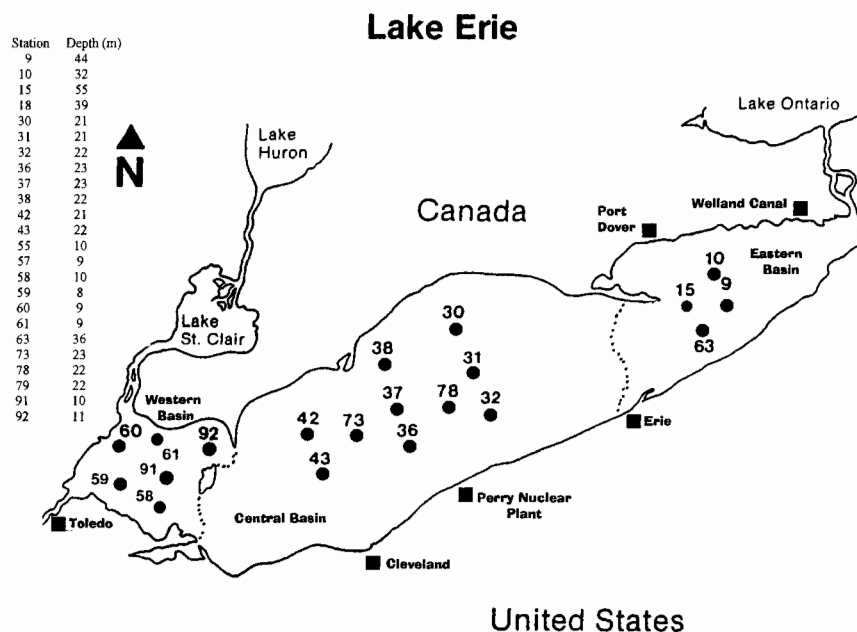 Lake Erie
Station Depth (m)
9 44
10 32
15 55
18 39
30 21
31 21
32 22
36 23
37 23
38 22
42 21
43 22
55 10
57 9
58 10
59 8
60 9
61 9
63 36
73 23
78 22
79 22
91 10
92 11
N
Lake
Huron
Lake Ontario
Canada
Port
Dover
Welland Canal
Eastern
Basin
10
15
9
63
Lake
St. Clair
30
38
31
37
78
32
42
73
36
43
Western
Basin
60
61
92
59
91
58
Erie
Perry Nuclear
Plant
Central Basin
Toledo
Cleveland
United States